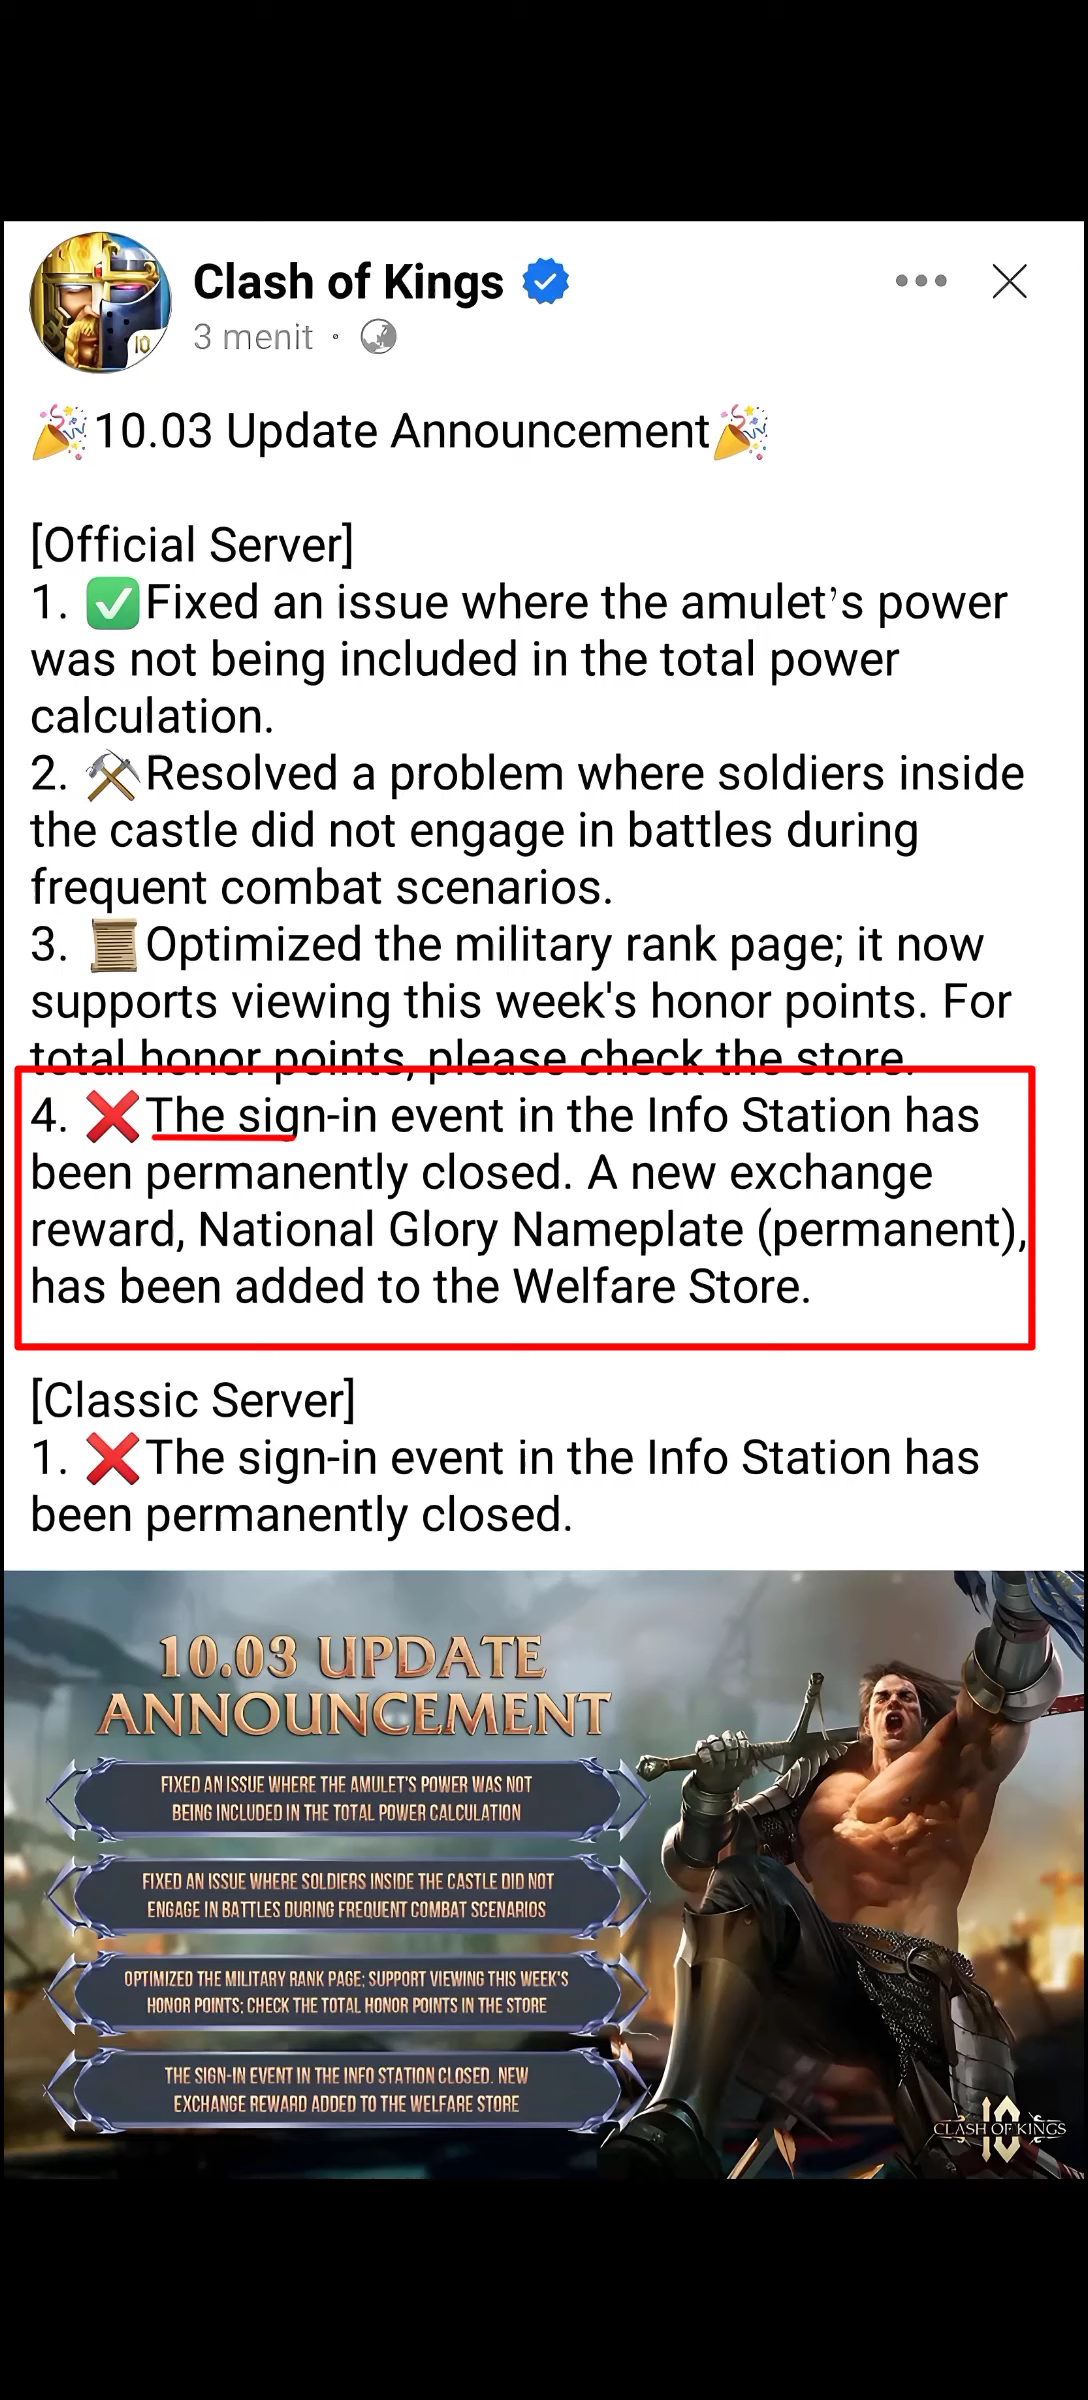 Clash of Kings
3 menit ·
🎉10.03 Update Announcement🎉
[Official Server]
1. ✅Fixed an issue where the amulet's power
was not being included in the total power
calculation.
2. ⚒Resolved a problem where soldiers inside
the castle did not engage in battles during
frequent combat scenarios.
3. 📜Optimized the military rank page; it now
supports viewing this week's honor points. For
total honor points, please check the store.
4. ❌The sign-in event in the Info Station has
been permanently closed. A new exchange
reward, National Glory Nameplate (permanent),
has been added to the Welfare Store.
[Classic Server]
1. ❌The sign-in event in the Info Station has
been permanently closed.
10.03 UPDATE
ANNOUNCEMENT
FIXED AN ISSUE WHERE THE AMULET'S POWER WAS NOT
BEING INCLUDED IN THE TOTAL POWER CALCULATION
FIXED AN ISSUE WHERE SOLDIERS INSIDE THE CASTLE DID NOT
ENGAGE IN BATTLES DURING FREQUENT COMBAT SCENARIOS
OPTIMIZED THE MILITARY RANK PAGE; SUPPORT VIEWING THIS WEEK'S
HONOR POINTS; CHECK THE TOTAL HONOR POINTS IN THE STORE
THE SIGN-IN EVENT IN THE INFO STATION CLOSED. NEW
EXCHANGE REWARD ADDED TO THE WELFARE STORE
10
CLASH OF KINGS